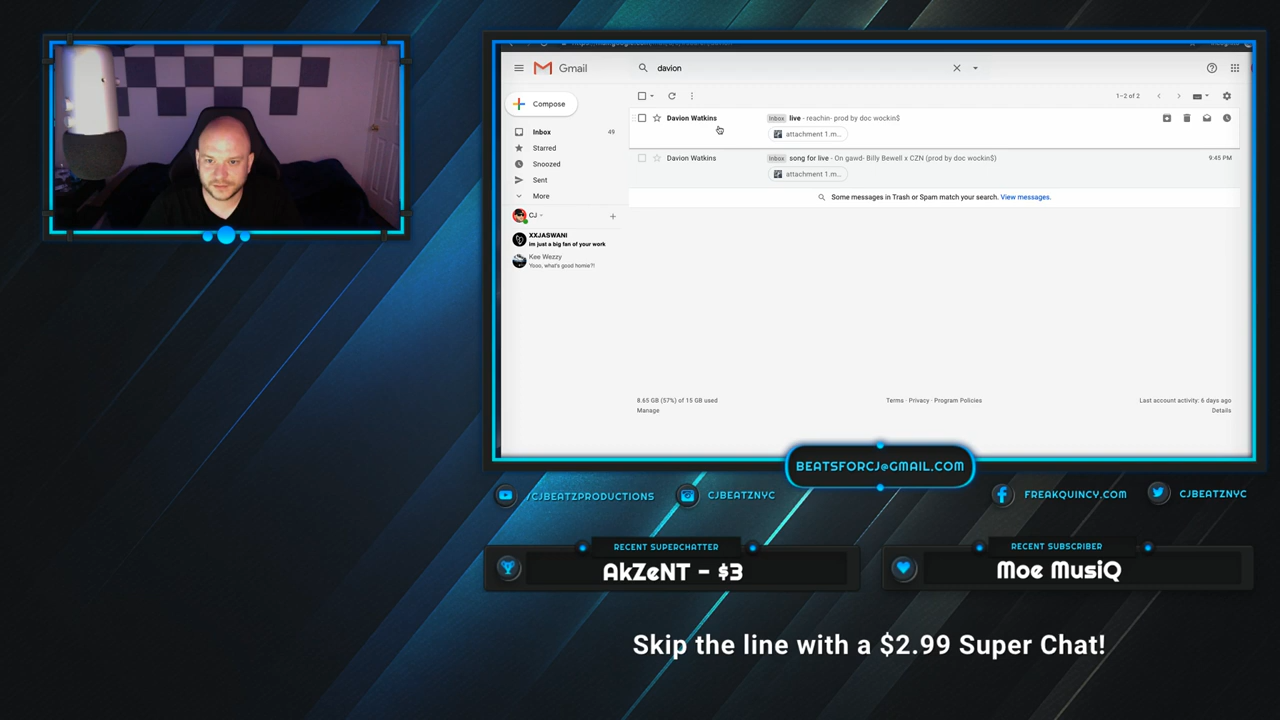 Gmail
davion
Compose
1–2 of 2
Inbox 49
Starred
Snoozed
Sent
More
CJ
XXJASWANI
im just a big fan of your work
Kee Wezzy
Yooo, what's good homie?!
Davion Watkins Inbox live - reachin- prod by doc wockin$
attachment 1.m...
Davion Watkins Inbox song for live - On gawd- Billy Bewell x CZN (prod by doc wockin$) 9:45 PM
attachment 1.m...
Some messages in Trash or Spam match your search. View messages.
8.65 GB (57%) of 15 GB used
Manage
Terms · Privacy · Program Policies
Last account activity: 6 days ago
Details
BEATSFORCJ@GMAIL.COM
/CJBEATZPRODUCTIONS
CJBEATZNYC
FREAKQUINCY.COM
CJBEATZNYC
RECENT SUPERCHATTER
AkZeNT - $3
RECENT SUBSCRIBER
Moe MusiQ
Skip the line with a $2.99 Super Chat!